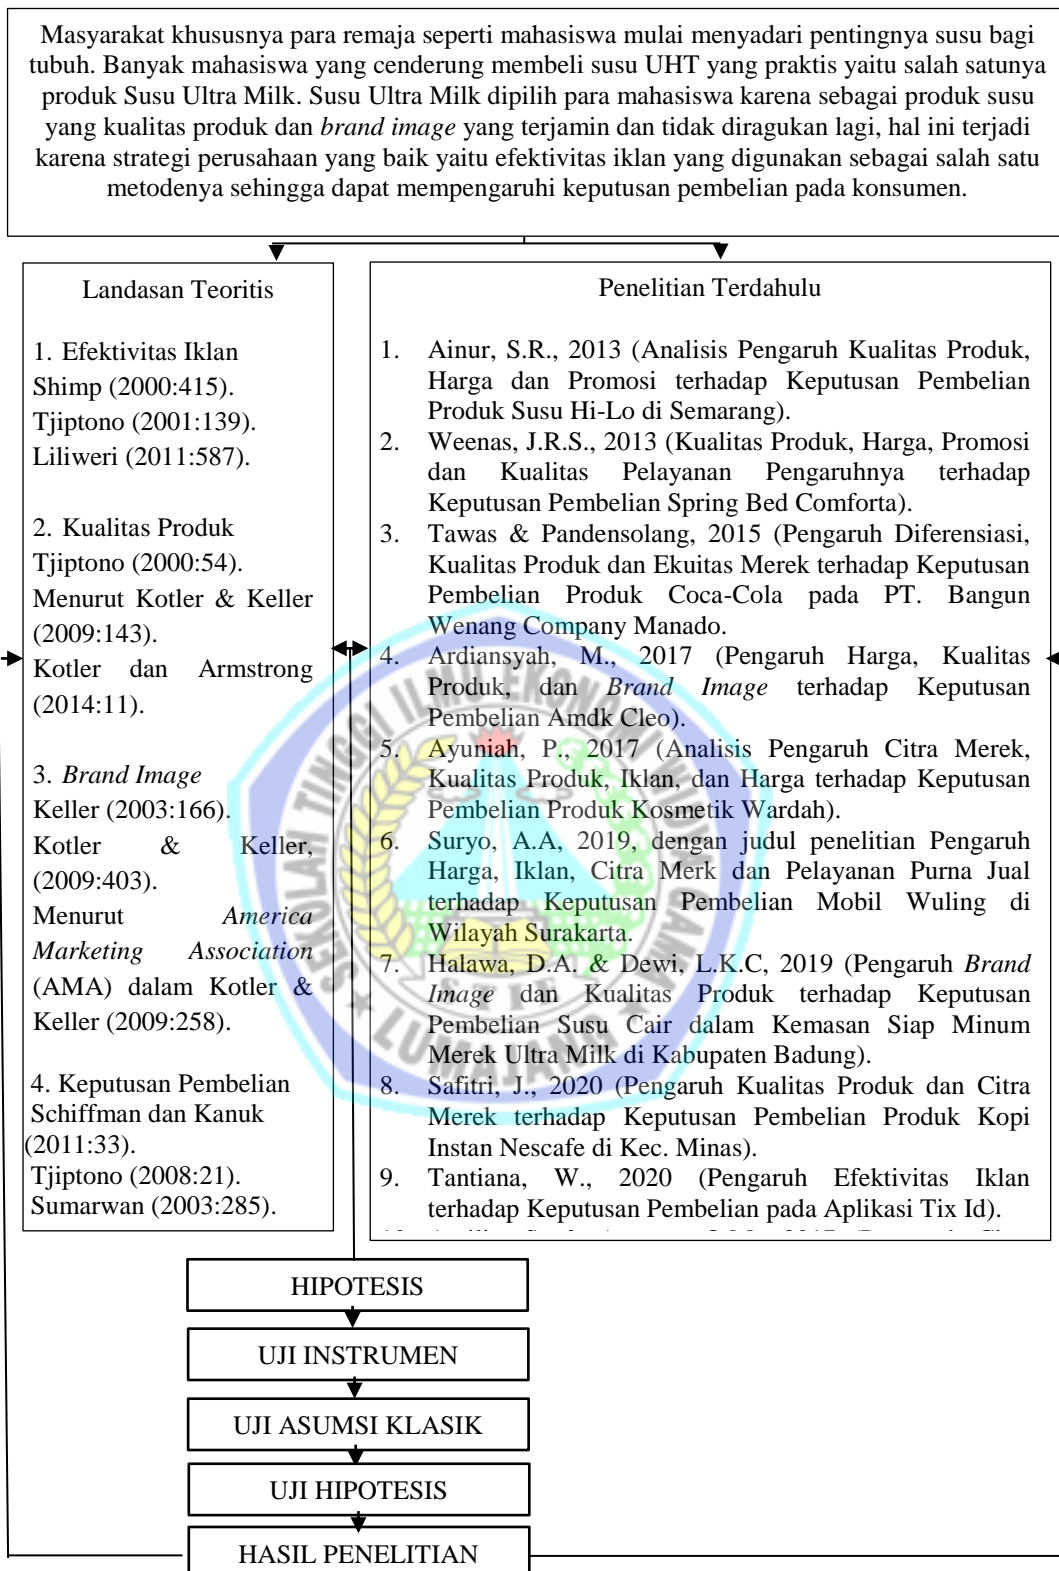 Masyarakat khususnya para remaja seperti mahasiswa mulai menyadari pentingnya susu bagi
tubuh. Banyak mahasiswa yang cenderung membeli susu UHT yang praktis yaitu salah satunya
produk Susu Ultra Milk. Susu Ultra Milk dipilih para mahasiswa karena sebagai produk susu
yang kualitas produk dan brand image yang terjamin dan tidak diragukan lagi, hal ini terjadi
karena strategi perusahaan yang baik yaitu efektivitas iklan yang digunakan sebagai salah satu
metodenya sehingga dapat mempengaruhi keputusan pembelian pada konsumen.
Landasan Teoritis
1. Efektivitas Iklan
Shimp (2000:415).
Tjiptono (2001:139).
Liliweri (2011:587).
2. Kualitas Produk
Tjiptono (2000:54).
Menurut Kotler & Keller
(2009:143).
Kotler dan Armstrong
(2014:11).
3. Brand Image
Keller (2003:166).
Kotler & Keller,
(2009:403).
Menurut America
Marketing Association
(AMA) dalam Kotler &
Keller (2009:258).
4. Keputusan Pembelian
Schiffman dan Kanuk
(2011:33).
Tjiptono (2008:21).
Sumarwan (2003:285).
Penelitian Terdahulu
1. Ainur, S.R., 2013 (Analisis Pengaruh Kualitas Produk,
Harga dan Promosi terhadap Keputusan Pembelian
Produk Susu Hi-Lo di Semarang).
2. Weenas, J.R.S., 2013 (Kualitas Produk, Harga, Promosi
dan Kualitas Pelayanan Pengaruhnya terhadap
Keputusan Pembelian Spring Bed Comforta).
3. Tawas & Pandensolang, 2015 (Pengaruh Diferensiasi,
Kualitas Produk dan Ekuitas Merek terhadap Keputusan
Pembelian Produk Coca-Cola pada PT. Bangun
Wenang Company Manado.
4. Ardiansyah, M., 2017 (Pengaruh Harga, Kualitas
Produk, dan Brand Image terhadap Keputusan
Pembelian Amdk Cleo).
5. Ayuniah, P., 2017 (Analisis Pengaruh Citra Merek,
Kualitas Produk, Iklan, dan Harga terhadap Keputusan
Pembelian Produk Kosmetik Wardah).
6. Suryo, A.A, 2019, dengan judul penelitian Pengaruh
Harga, Iklan, Citra Merk dan Pelayanan Purna Jual
terhadap Keputusan Pembelian Mobil Wuling di
Wilayah Surakarta.
7. Halawa, D.A. & Dewi, L.K.C, 2019 (Pengaruh Brand
Image dan Kualitas Produk terhadap Keputusan
Pembelian Susu Cair dalam Kemasan Siap Minum
Merek Ultra Milk di Kabupaten Badung).
8. Safitri, J., 2020 (Pengaruh Kualitas Produk dan Citra
Merek terhadap Keputusan Pembelian Produk Kopi
Instan Nescafe di Kec. Minas).
9. Tantiana, W., 2020 (Pengaruh Efektivitas Iklan
terhadap Keputusan Pembelian pada Aplikasi Tix Id).
SEKOLAH TINGGI ILMU EKONOMI WIDYA GAMA
STIE
LUMAJANG
HIPOTESIS
UJI INSTRUMEN
UJI ASUMSI KLASIK
UJI HIPOTESIS
HASIL PENELITIAN